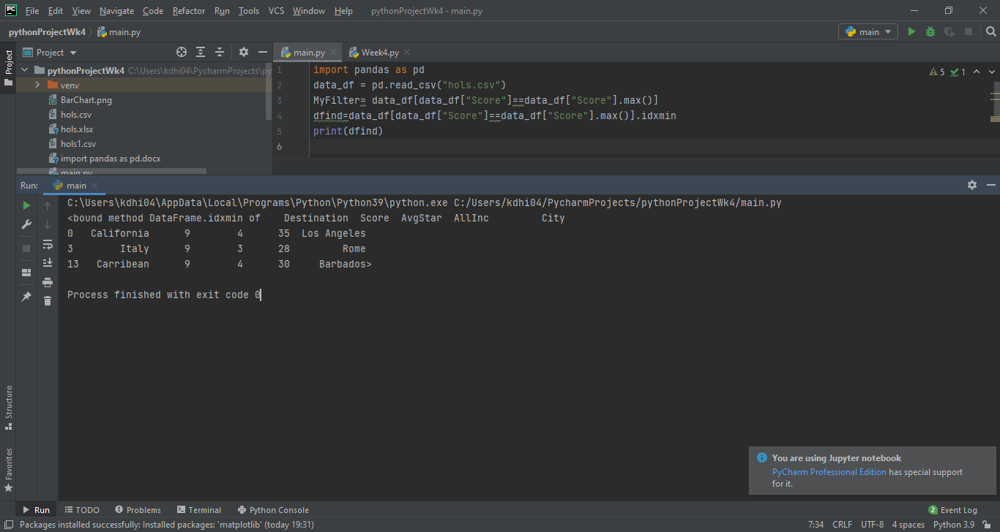 PC File Edit View Navigate Code Refactor Run Tools VCS Window Help pythonProjectWk4 - main.py
pythonProjectWk4 main.py main
Project Project main.py Week4.py
pythonProjectWk4 C:\Users\kdhi04\PycharmProjects\py
venv
BarChart.png
hols.csv
hols.xlsx
hols1.csv
import pandas as pd.docx
main.py
1 import pandas as pd
2 data_df = pd.read_csv("hols.csv")
3 MyFilter= data_df[data_df["Score"]==data_df["Score"].max()]
4 dfind=data_df[data_df["Score"]==data_df["Score"].max()].idxmin
5 print(dfind)
6
5 1
Run: main
C:\Users\kdhi04\AppData\Local\Programs\Python\Python39\python.exe C:/Users/kdhi04/PycharmProjects/pythonProjectWk4/main.py
<bound method DataFrame.idxmin of Destination Score AvgStar AllInc City
0 California 9 4 35 Los Angeles
3 Italy 9 3 28 Rome
13 Carribean 9 4 30 Barbados>
Process finished with exit code 0
Structure
Favorites
You are using Jupyter notebook
PyCharm Professional Edition has special support
for it.
Run TODO Problems Terminal Python Console 2 Event Log
Packages installed successfully: Installed packages: 'matplotlib' (today 19:31) 7:34 CRLF UTF-8 4 spaces Python 3.9